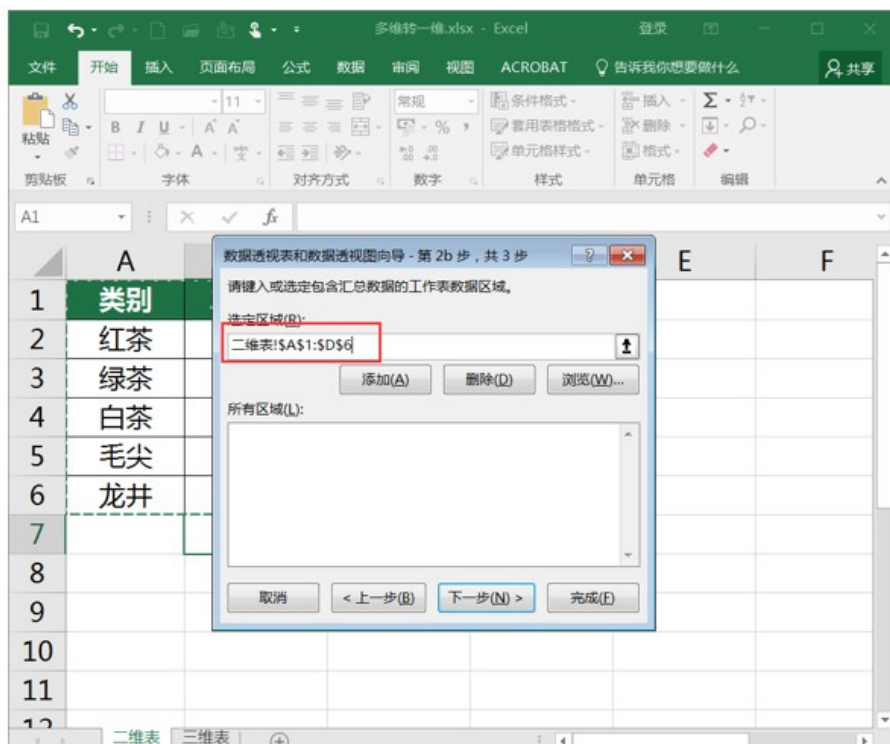 多维转一维.xlsx - Excel 登录
文件 开始 插入 页面布局 公式 数据 审阅 视图 ACROBAT 告诉我你想要做什么 共享
11 常规 条件格式 插入 Σ
粘贴 B I U A A % 套用表格格式 删除
A 单元格样式 格式
剪贴板 字体 对齐方式 数字 样式 单元格 编辑
A1 fx
数据透视表和数据透视图向导 - 第 2b 步，共 3 步
A E F
请键入或选定包含汇总数据的工作表数据区域。
1 类别
选定区域(R):
2 红茶
二维表!$A$1:$D$6
3 绿茶
添加(A) 删除(D) 浏览(W)...
4 白茶
所有区域(L):
5 毛尖
6 龙井
7
8
取消 < 上一步(B) 下一步(N) > 完成(F)
9
10
11
12
二维表 三维表